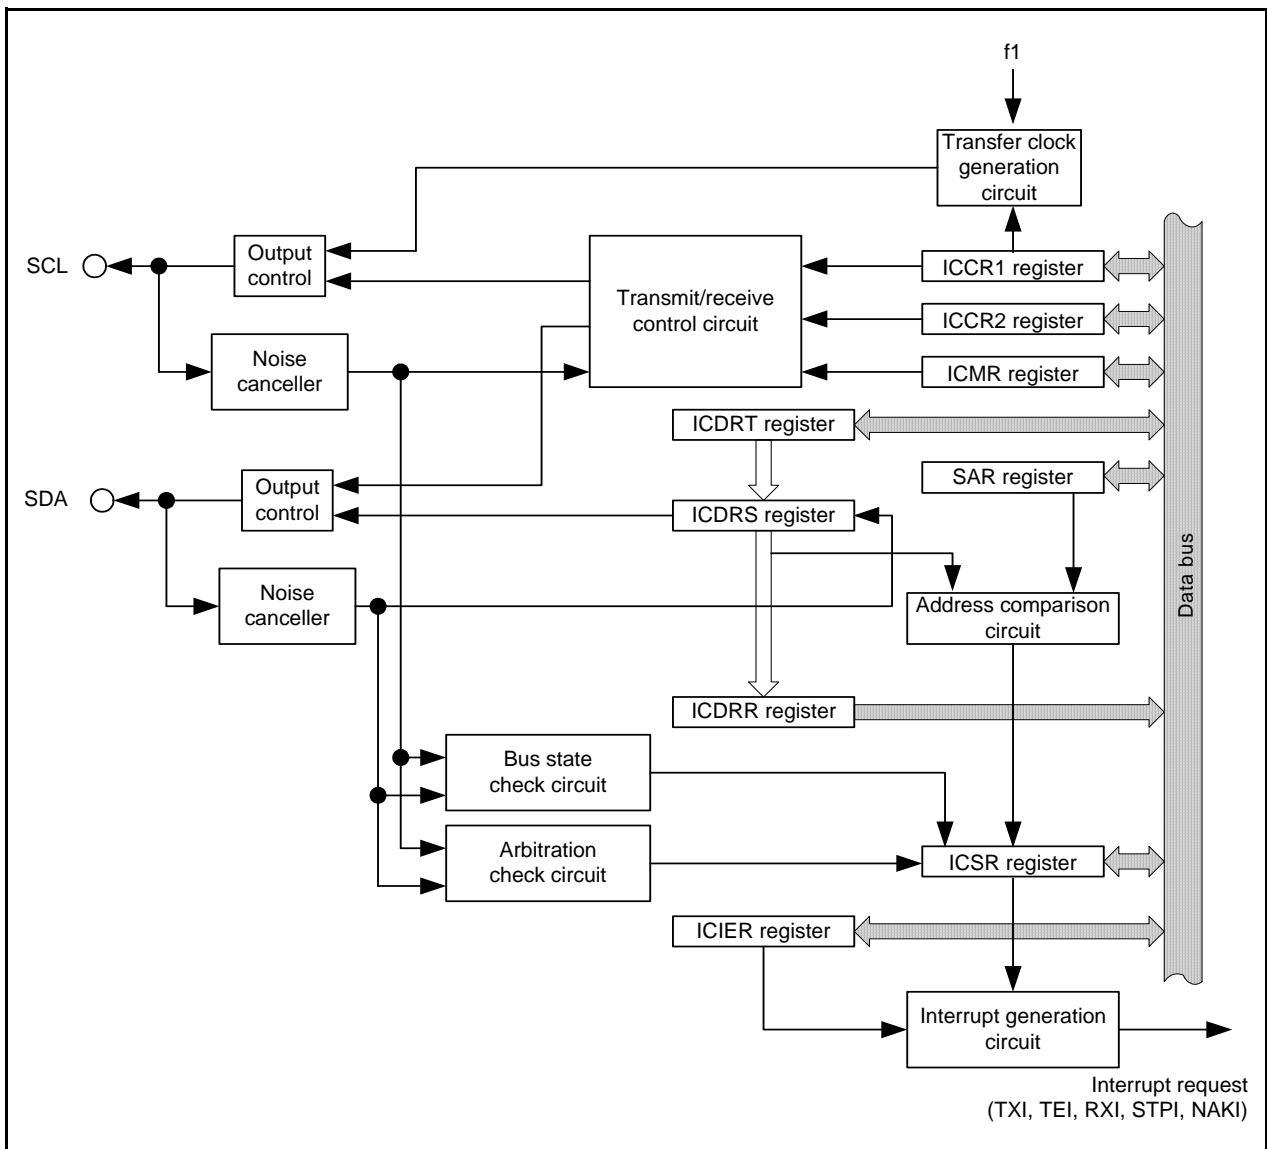 f1
Transfer clock
generation
circuit
SCL
Output
control
Transmit/receive
control circuit
ICCR1 register
ICCR2 register
Noise
canceller
ICMR register
ICDRT register
SDA
Output
control
SAR register
ICDRS register
Data bus
Noise
canceller
Address comparison
circuit
ICDRR register
Bus state
check circuit
Arbitration
check circuit
ICSR register
ICIER register
Interrupt generation
circuit
Interrupt request
(TXI, TEI, RXI, STPI, NAKI)